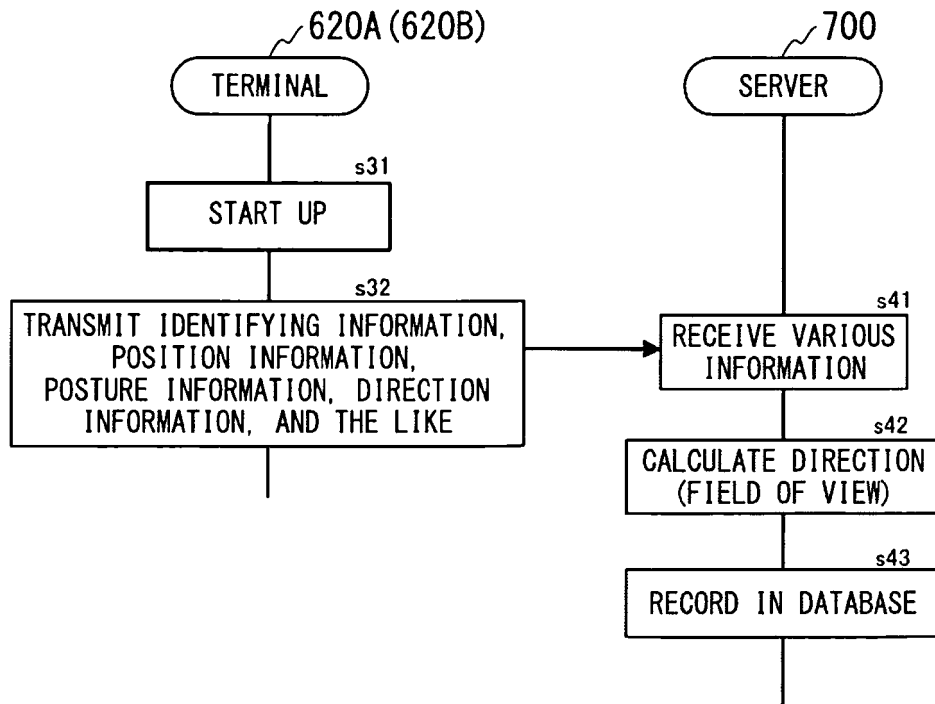 620A (620B)
TERMINAL
s31
START UP
s32
TRANSMIT IDENTIFYING INFORMATION,
POSITION INFORMATION,
POSTURE INFORMATION, DIRECTION
INFORMATION, AND THE LIKE
700
SERVER
s41
RECEIVE VARIOUS
INFORMATION
s42
CALCULATE DIRECTION
(FIELD OF VIEW)
s43
RECORD IN DATABASE